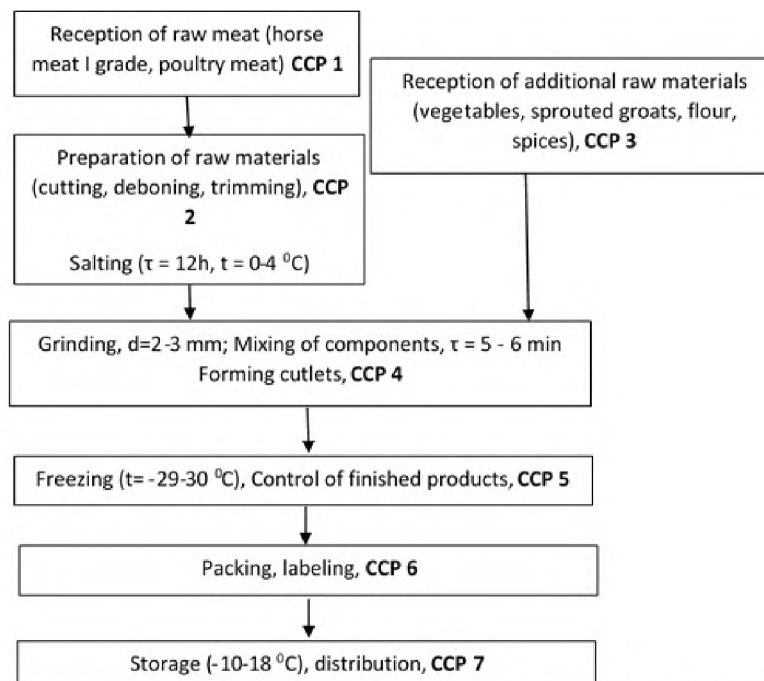 Reception of raw meat (horse
meat I grade, poultry meat) CCP 1
Reception of additional raw materials
(vegetables, sprouted groats, flour,
spices), CCP 3
Preparation of raw materials
(cutting, deboning, trimming), CCP
2
Salting (τ = 12h, t = 0-4 ⁰C)
Grinding, d=2-3 mm; Mixing of components, τ = 5 - 6 min
Forming cutlets, CCP 4
Freezing (t= -29-30 ⁰C), Control of finished products, CCP 5
Packing, labeling, CCP 6
Storage (-10-18 ⁰C), distribution, CCP 7